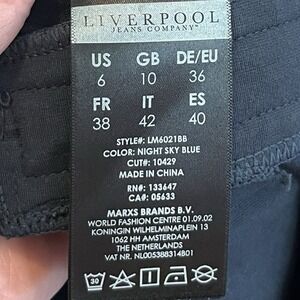 LIVERPOOL
JEANS COMPANY
US GB DE/EU
6 10 36
FR IT ES
38 42 40
STYLE#: LM6021BB
COLOR: NIGHT SKY BLUE
CUT#: 10429
MADE IN CHINA
RN#: 133647
CA#: 05633
MARXS BRANDS B.V.
WORLD FASHION CENTRE 01.09.02
KONINGIN WILHELMINAPLEIN 13
1062 HH AMSTERDAM
THE NETHERLANDS
VAT NR. NL005388314B01
30